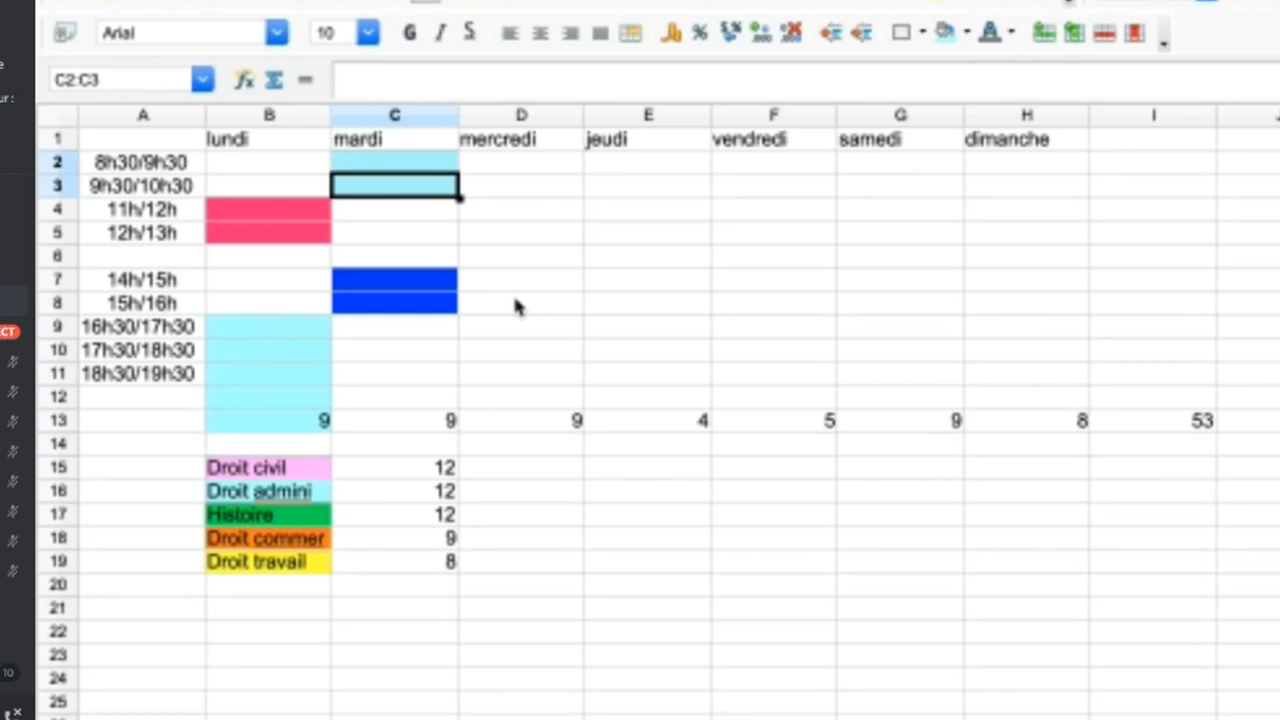 e
ur :
ECT
10
Arial 10 G I S
C2:C3
A B C D E F G H I
1 lundi mardi mercredi jeudi vendredi samedi dimanche
2 8h30/9h30
3 9h30/10h30
4 11h/12h
5 12h/13h
6
7 14h/15h
8 15h/16h
9 16h30/17h30
10 17h30/18h30
11 18h30/19h30
12
13 9 9 9 4 5 9 8 53
14
15 Droit civil 12
16 Droit admini 12
17 Histoire 12
18 Droit commer 9
19 Droit travail 8
20
21
22
23
24
25